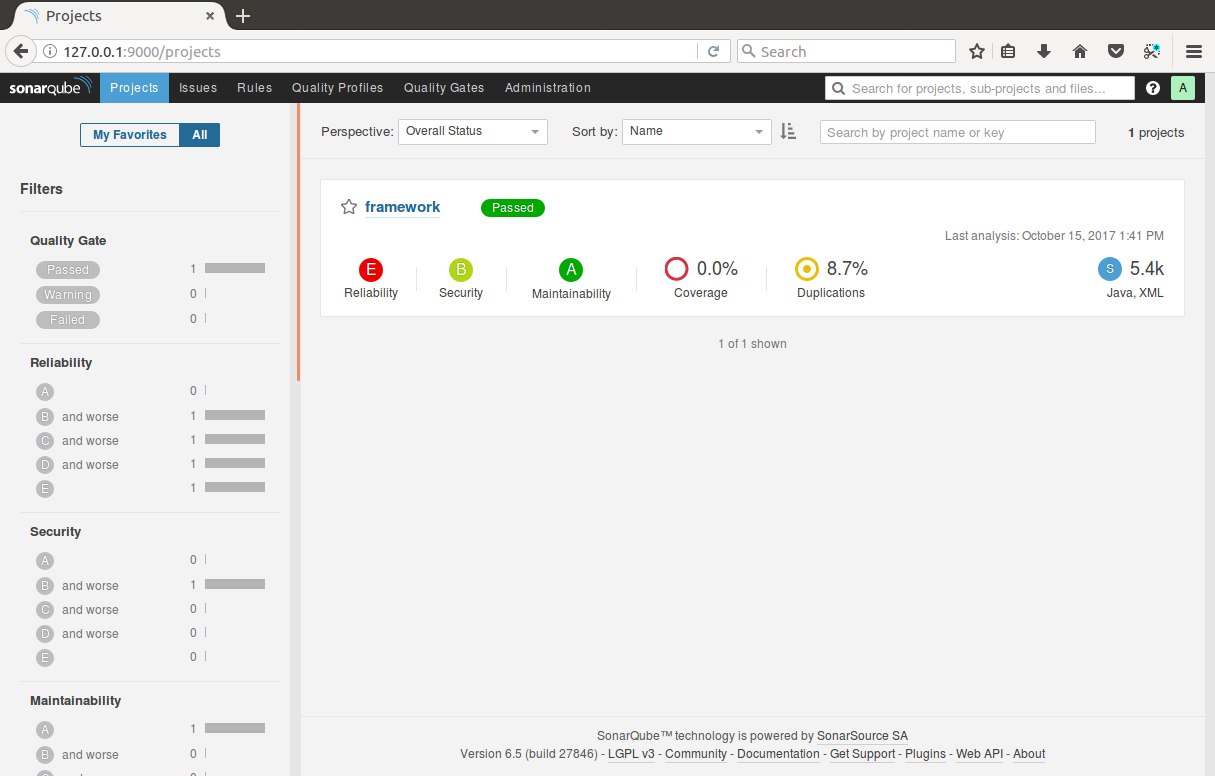 Projects
127.0.0.1:9000/projects
Search
sonarqube Projects Issues Rules Quality Profiles Quality Gates Administration
Search for projects, sub-projects and files...
?
A
My Favorites All
Perspective: Overall Status
Sort by: Name
Search by project name or key
1 projects
Filters
Quality Gate
Passed 1
Warning 0
Failed 0
Reliability
A 0
B and worse 1
C and worse 1
D and worse 1
E 1
Security
A 0
B and worse 1
C and worse 0
D and worse 0
E 0
Maintainability
A 1
B and worse 0
framework Passed
Last analysis: October 15, 2017 1:41 PM
E B A 0.0% 8.7% S 5.4k
Reliability Security Maintainability Coverage Duplications Java, XML
1 of 1 shown
SonarQube™ technology is powered by SonarSource SA
Version 6.5 (build 27846) - LGPL v3 - Community - Documentation - Get Support - Plugins - Web API - About